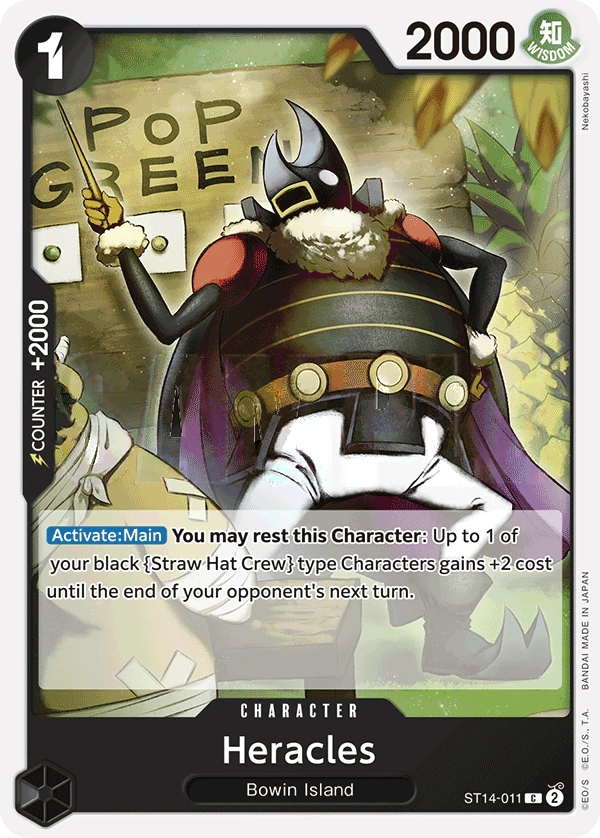 1
2000
知
WISDOM
Nekobayashi
POP
GREEN
COUNTER +2000
Activate:Main You may rest this Character: Up to 1 of
your black {Straw Hat Crew} type Characters gains +2 cost
until the end of your opponent's next turn.
CHARACTER
Heracles
Bowin Island
ST14-011 C 2
©EO/S ©E.O./S., T.A. BANDAI MADE IN JAPAN